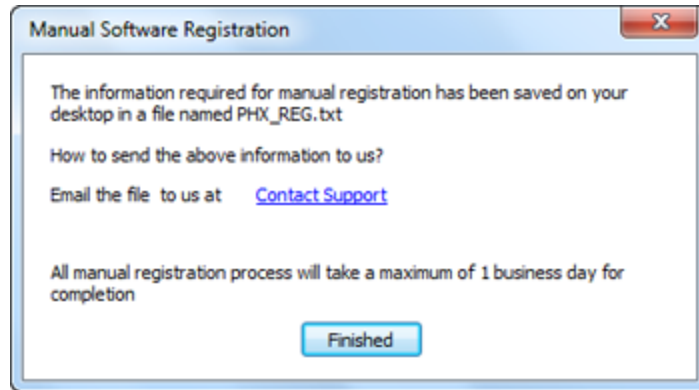 Manual Software Registration
The information required for manual registration has been saved on your
desktop in a file named PHX_REG.txt
How to send the above information to us?
Email the file to us at Contact Support
All manual registration process will take a maximum of 1 business day for
completion
Finished